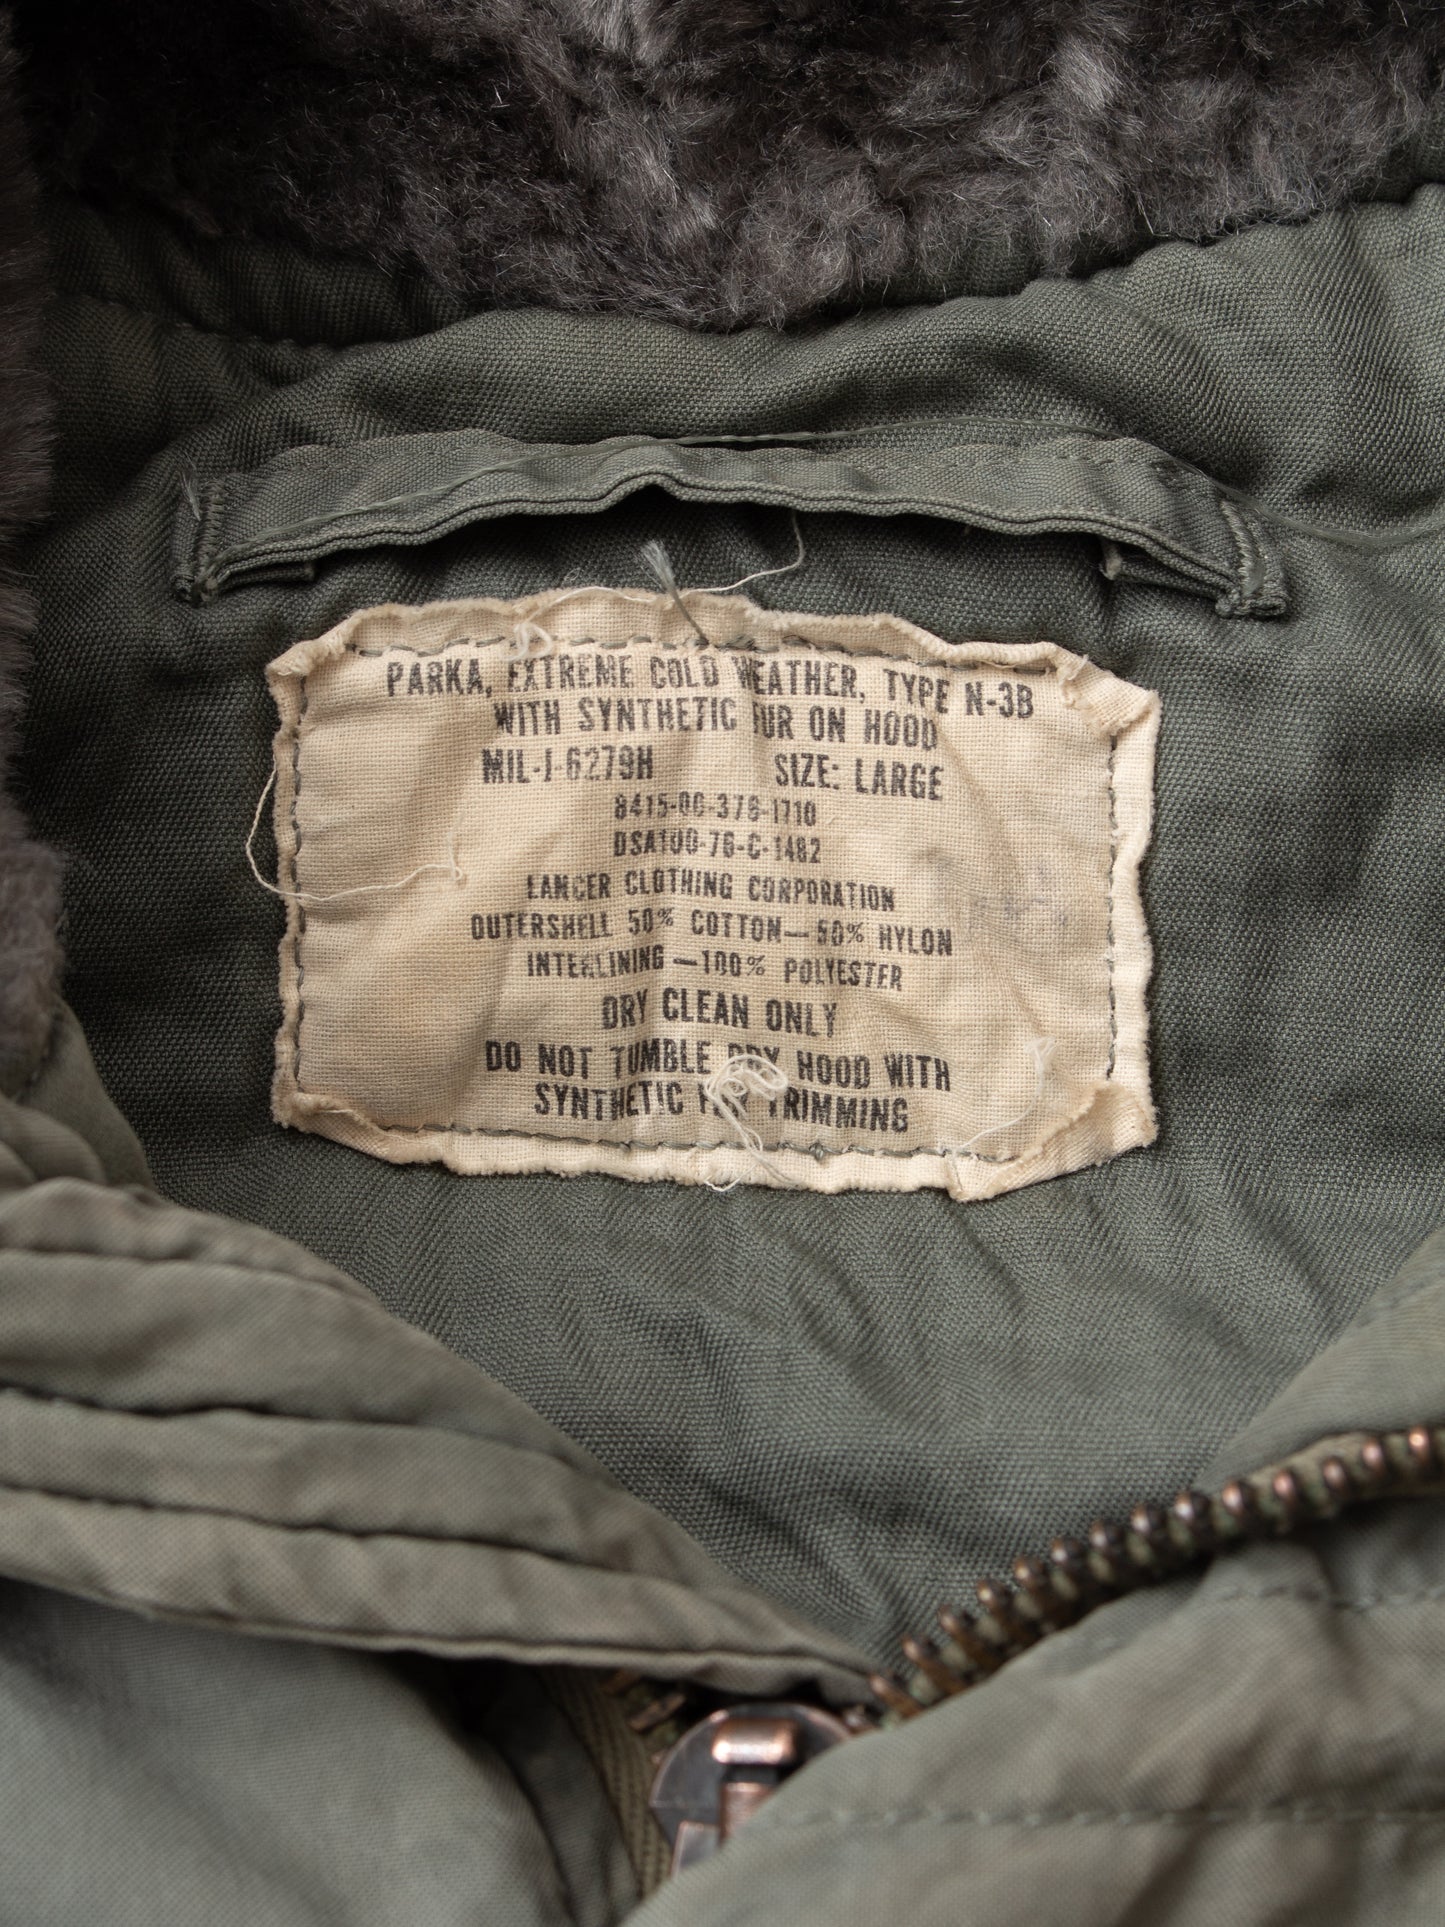 PARKA, EXTREME COLD WEATHER, TYPE N-3B
WITH SYNTHETIC FUR ON HOOD
MIL-J-6279H SIZE: LARGE
8415-00-376-1710
DSA100-76-C-1482
LANCER CLOTHING CORPORATION
OUTERSHELL 50% COTTON—50% NYLON
INTERLINING—100% POLYESTER
DRY CLEAN ONLY
DO NOT TUMBLE DRY HOOD WITH
SYNTHETIC FUR TRIMMING